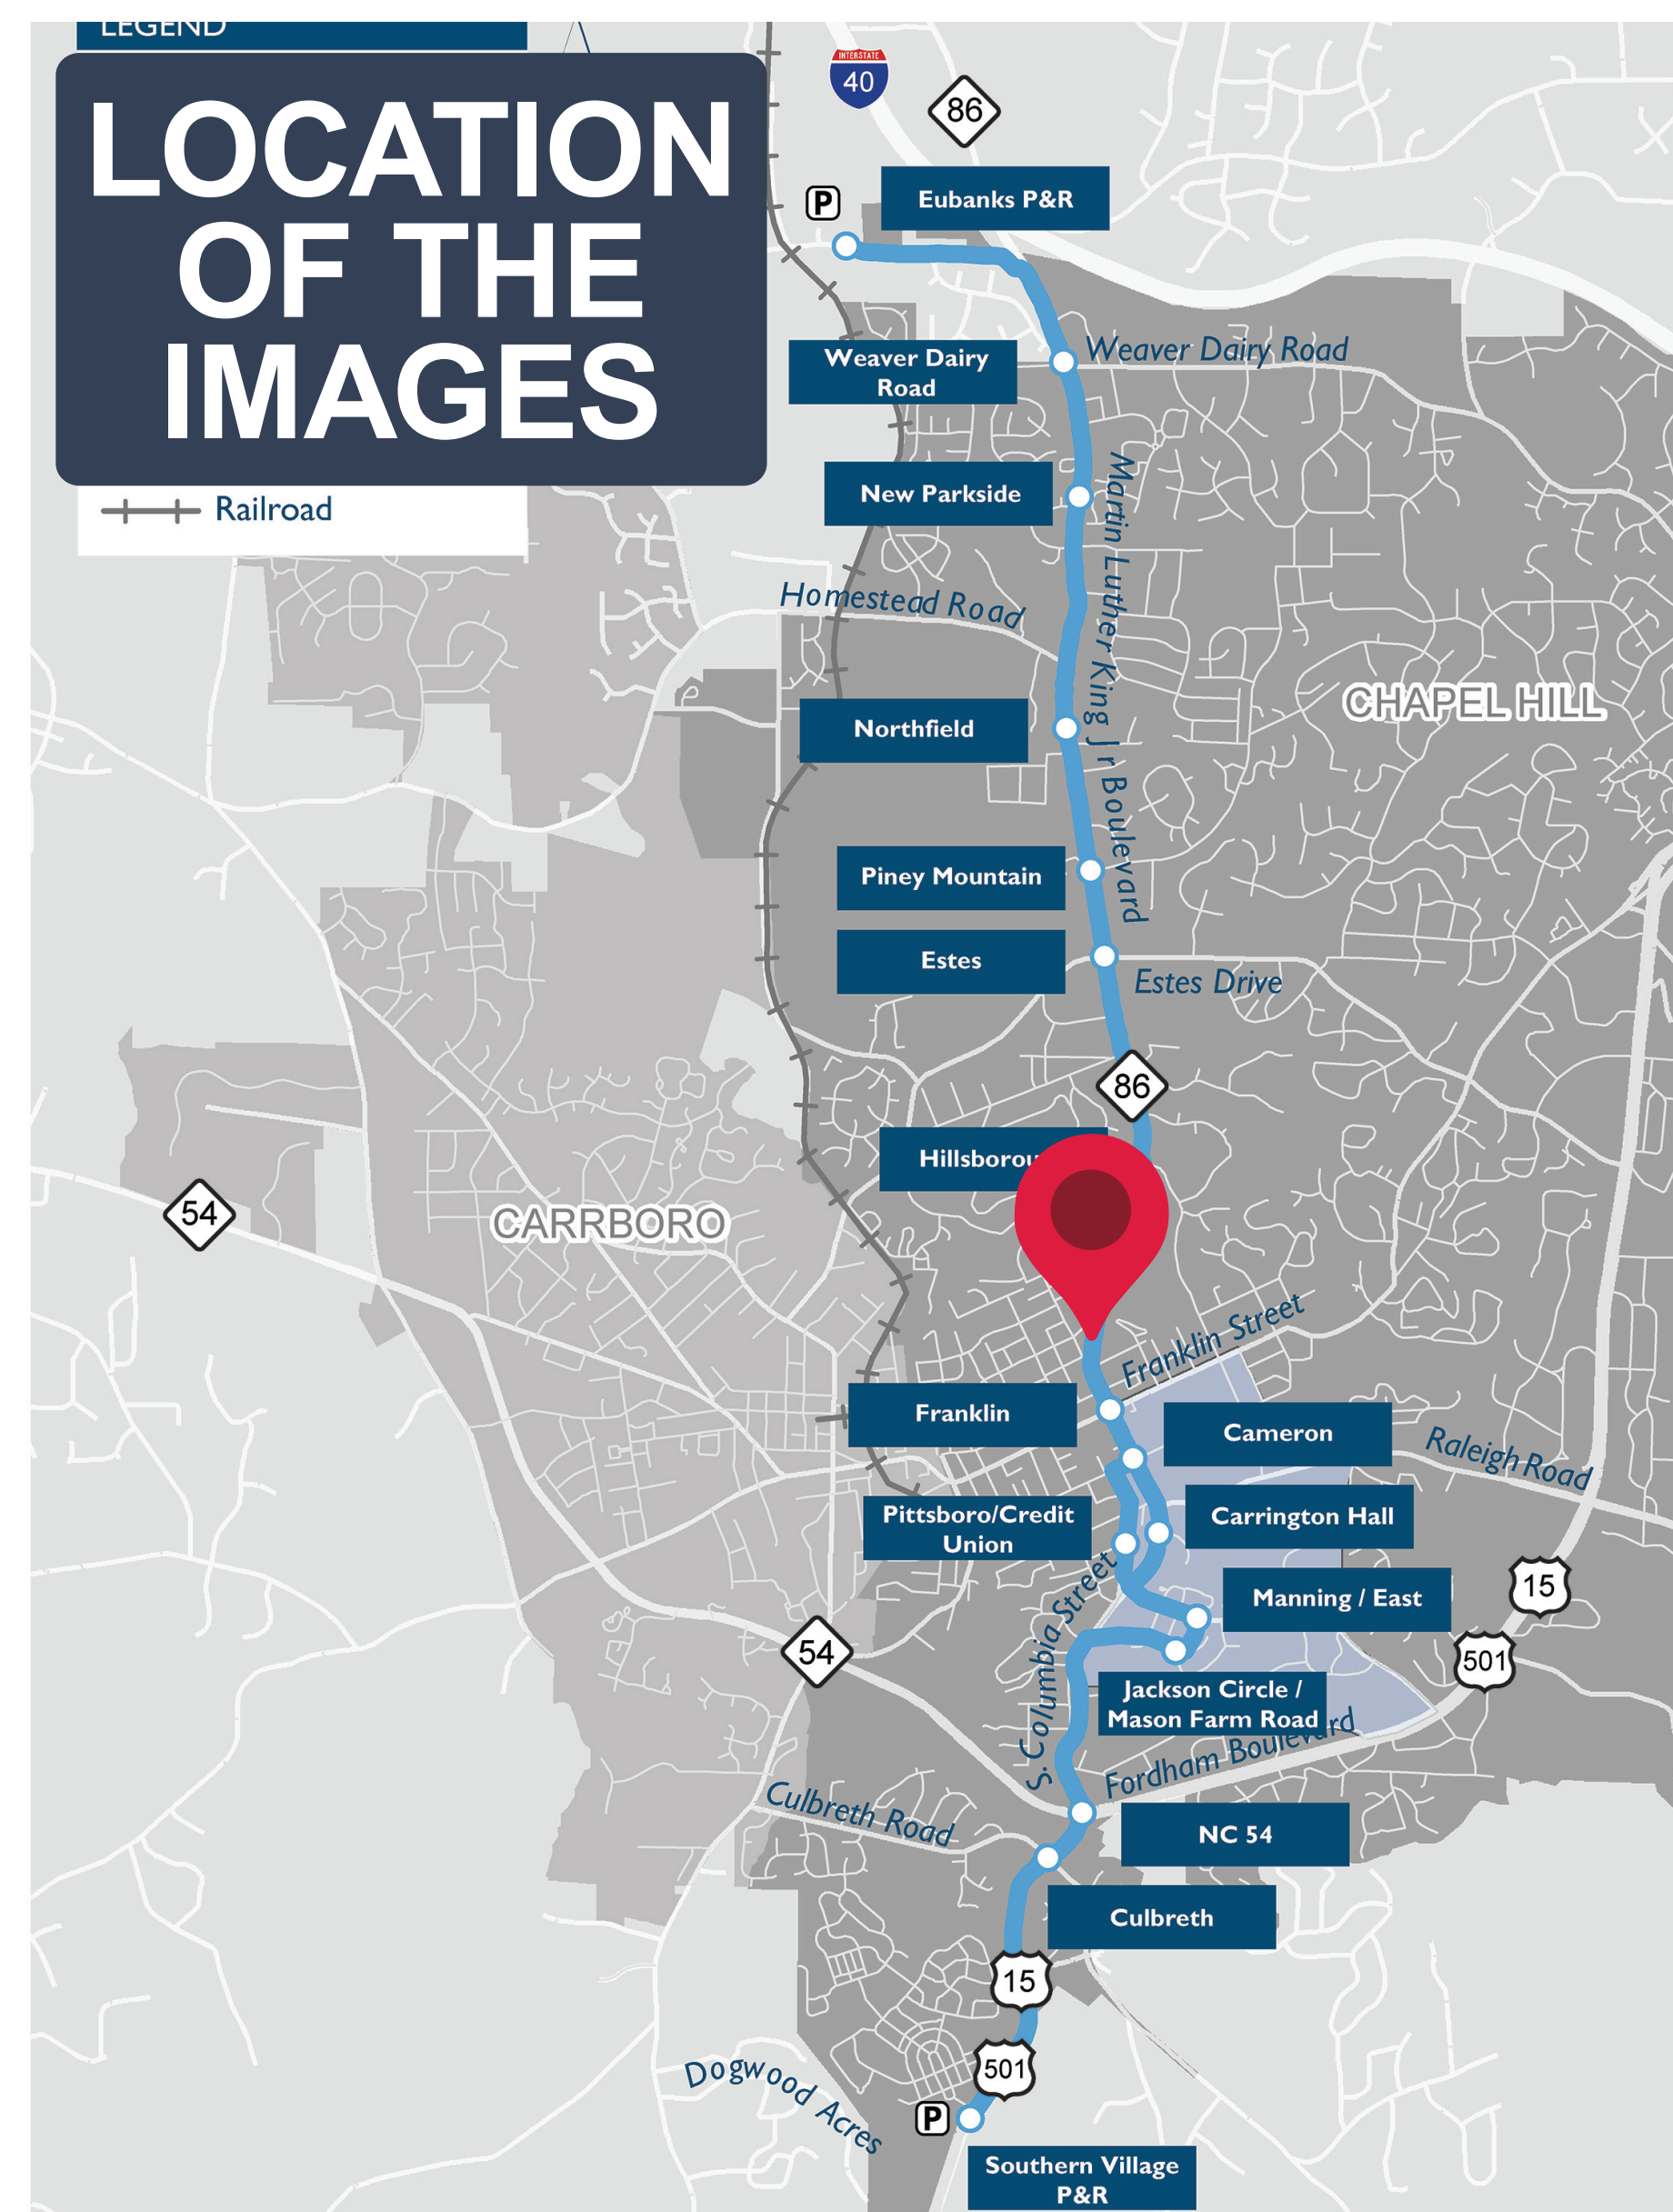 LEGEND
LOCATION
OF THE
IMAGES
Railroad
INTERSTATE
40
86
P
Eubanks P&R
Weaver Dairy
Road
Weaver Dairy Road
New Parkside
Martin Luther King Jr Boulevard
Homestead Road
CHAPEL HILL
Northfield
Piney Mountain
Estes
Estes Drive
86
54
CARRBORO
Franklin Street
Franklin
Cameron
Raleigh Road
Pittsboro/Credit
Union
Carrington Hall
Manning / East
15
501
54
S. Columbia Street
Jackson Circle /
Mason Farm Road
Fordham Boulevard
Culbreth Road
NC 54
Culbreth
15
501
Dogwood Acres
P
Southern Village
P&R